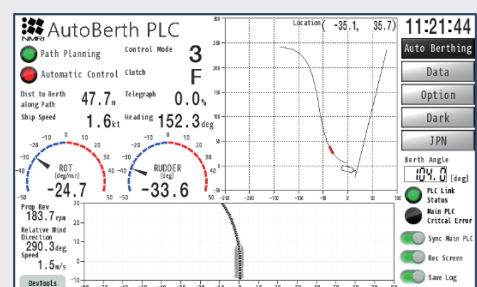 NMRI AutoBerth PLC
Location( -35.1, 35.7)
11:21:44
Path Planning
Control Mode 3
Auto Berthing
Automatic Control
Clutch F
Data
Dist to Berth
along Path 47.7m
Telegraph 0.0%
Option
Ship Speed 1.6kt
Heading 152.3deg
Dark
JPN
Berth Angle
104.0 [deg]
ROT
[deg/min]
-24.7
RUDDER
[deg]
-33.6
PLC Link
Status
Main PLC
Critcal Error
Prop Rev
183.7rpm
Relative Wind
Direction
290.3deg
Speed
1.5m/s
Sync Main PLC
Rec Screen
Save Log
DevTools